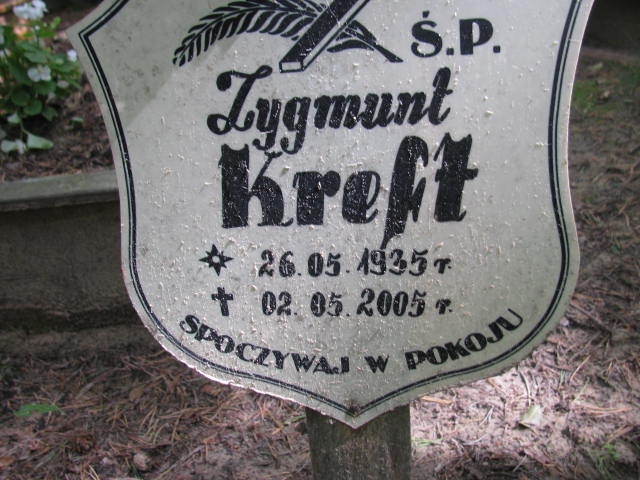 Ś.P.
Zygmunt
Kreft
26.05.1935 r.
† 02.05.2005 r.
SPOCZYWAJ W POKOJU